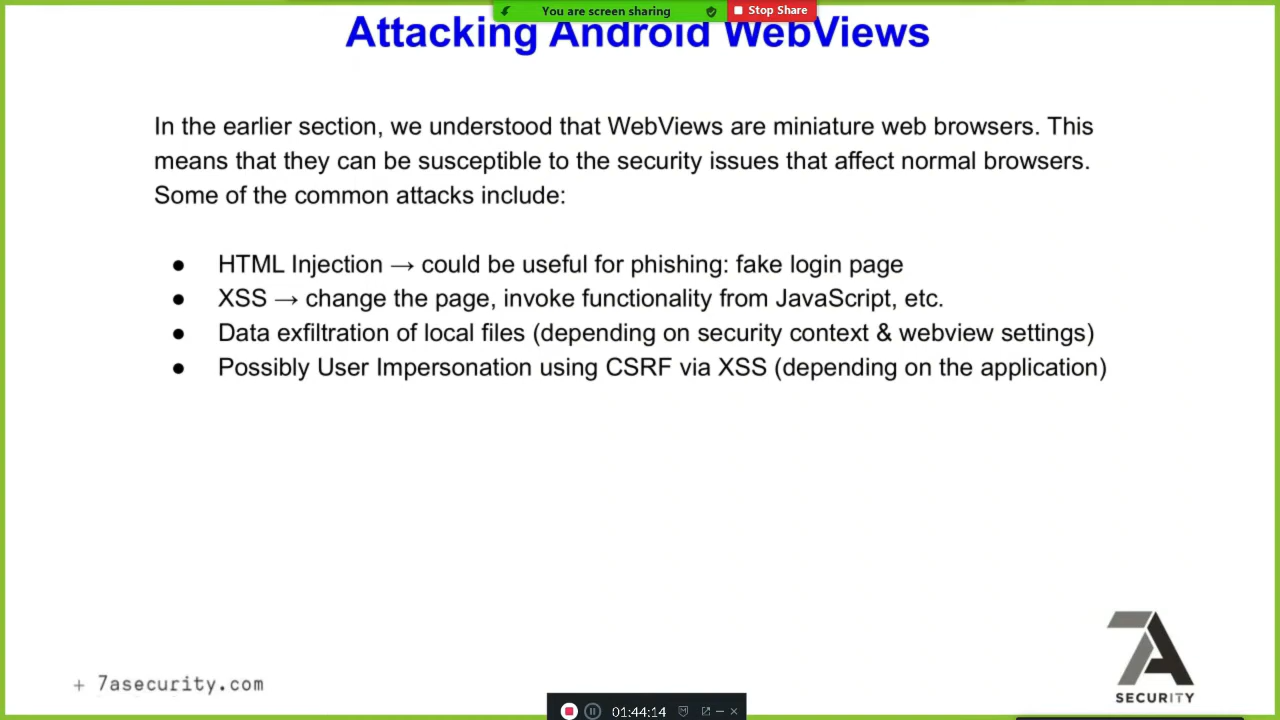 You are screen sharing
Stop Share
Attacking Android WebViews
In the earlier section, we understood that WebViews are miniature web browsers. This
means that they can be susceptible to the security issues that affect normal browsers.
Some of the common attacks include:
● HTML Injection → could be useful for phishing: fake login page
● XSS → change the page, invoke functionality from JavaScript, etc.
● Data exfiltration of local files (depending on security context & webview settings)
● Possibly User Impersonation using CSRF via XSS (depending on the application)
7A
SECURITY
+ 7asecurity.com
01:44:14